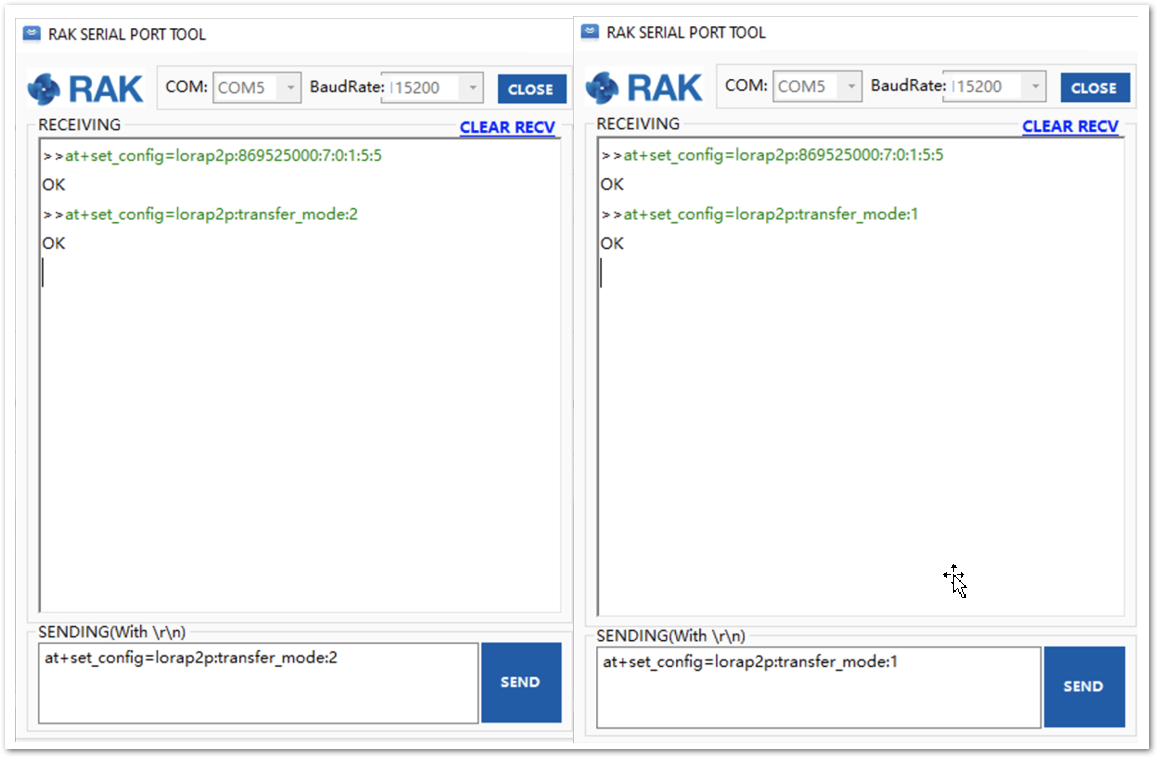 RAK SERIAL PORT TOOL
RAK COM: COM5 BaudRate: 115200 CLOSE
RECEIVING CLEAR RECV
>>at+set_config=lorap2p:869525000:7:0:1:5:5
OK
>>at+set_config=lorap2p:transfer_mode:2
OK
SENDING(With \r\n)
at+set_config=lorap2p:transfer_mode:2
SEND
RAK SERIAL PORT TOOL
RAK COM: COM5 BaudRate: 115200 CLOSE
RECEIVING CLEAR RECV
>>at+set_config=lorap2p:869525000:7:0:1:5:5
OK
>>at+set_config=lorap2p:transfer_mode:1
OK
SENDING(With \r\n)
at+set_config=lorap2p:transfer_mode:1
SEND